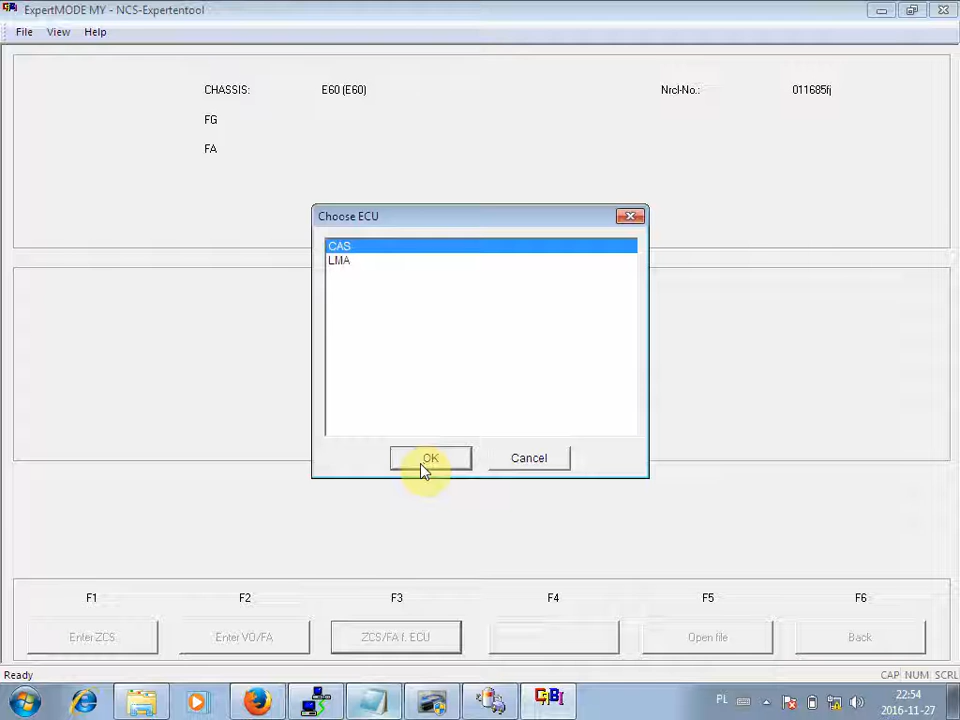 ExpertMODE MY - NCS-Expertentool
File View Help
CHASSIS: E60 (E60) Nrcl-No.: 011685fj
FG
FA
Choose ECU
CAS
LMA
OK Cancel
F1 F2 F3 F4 F5 F6
Enter ZCS Enter VO/FA ZCS/FA f. ECU Open file Back
Ready CAP NUM SCRL
PL 22:54
2016-11-27